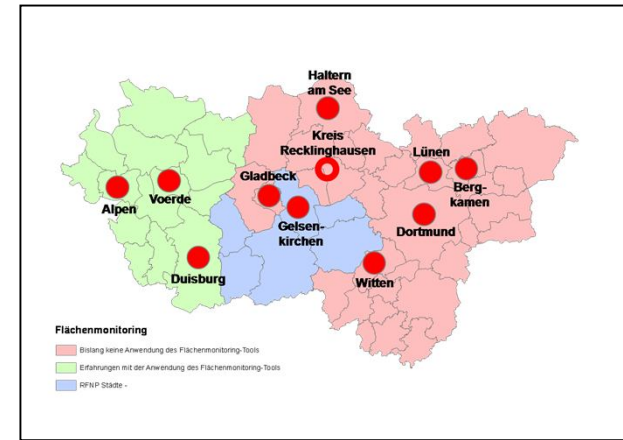 Haltern
am See
Kreis
Recklinghausen
Lünen
Gladbeck
Berg-
kamen
Voerde
Alpen
Gelsen-
kirchen
Dortmund
Duisburg
Witten
Flächenmonitoring
Bislang keine Anwendung des Flächenmonitoring-Tools
Erfahrungen mit der Anwendung des Flächenmonitoring-Tools
RFNP Städte -